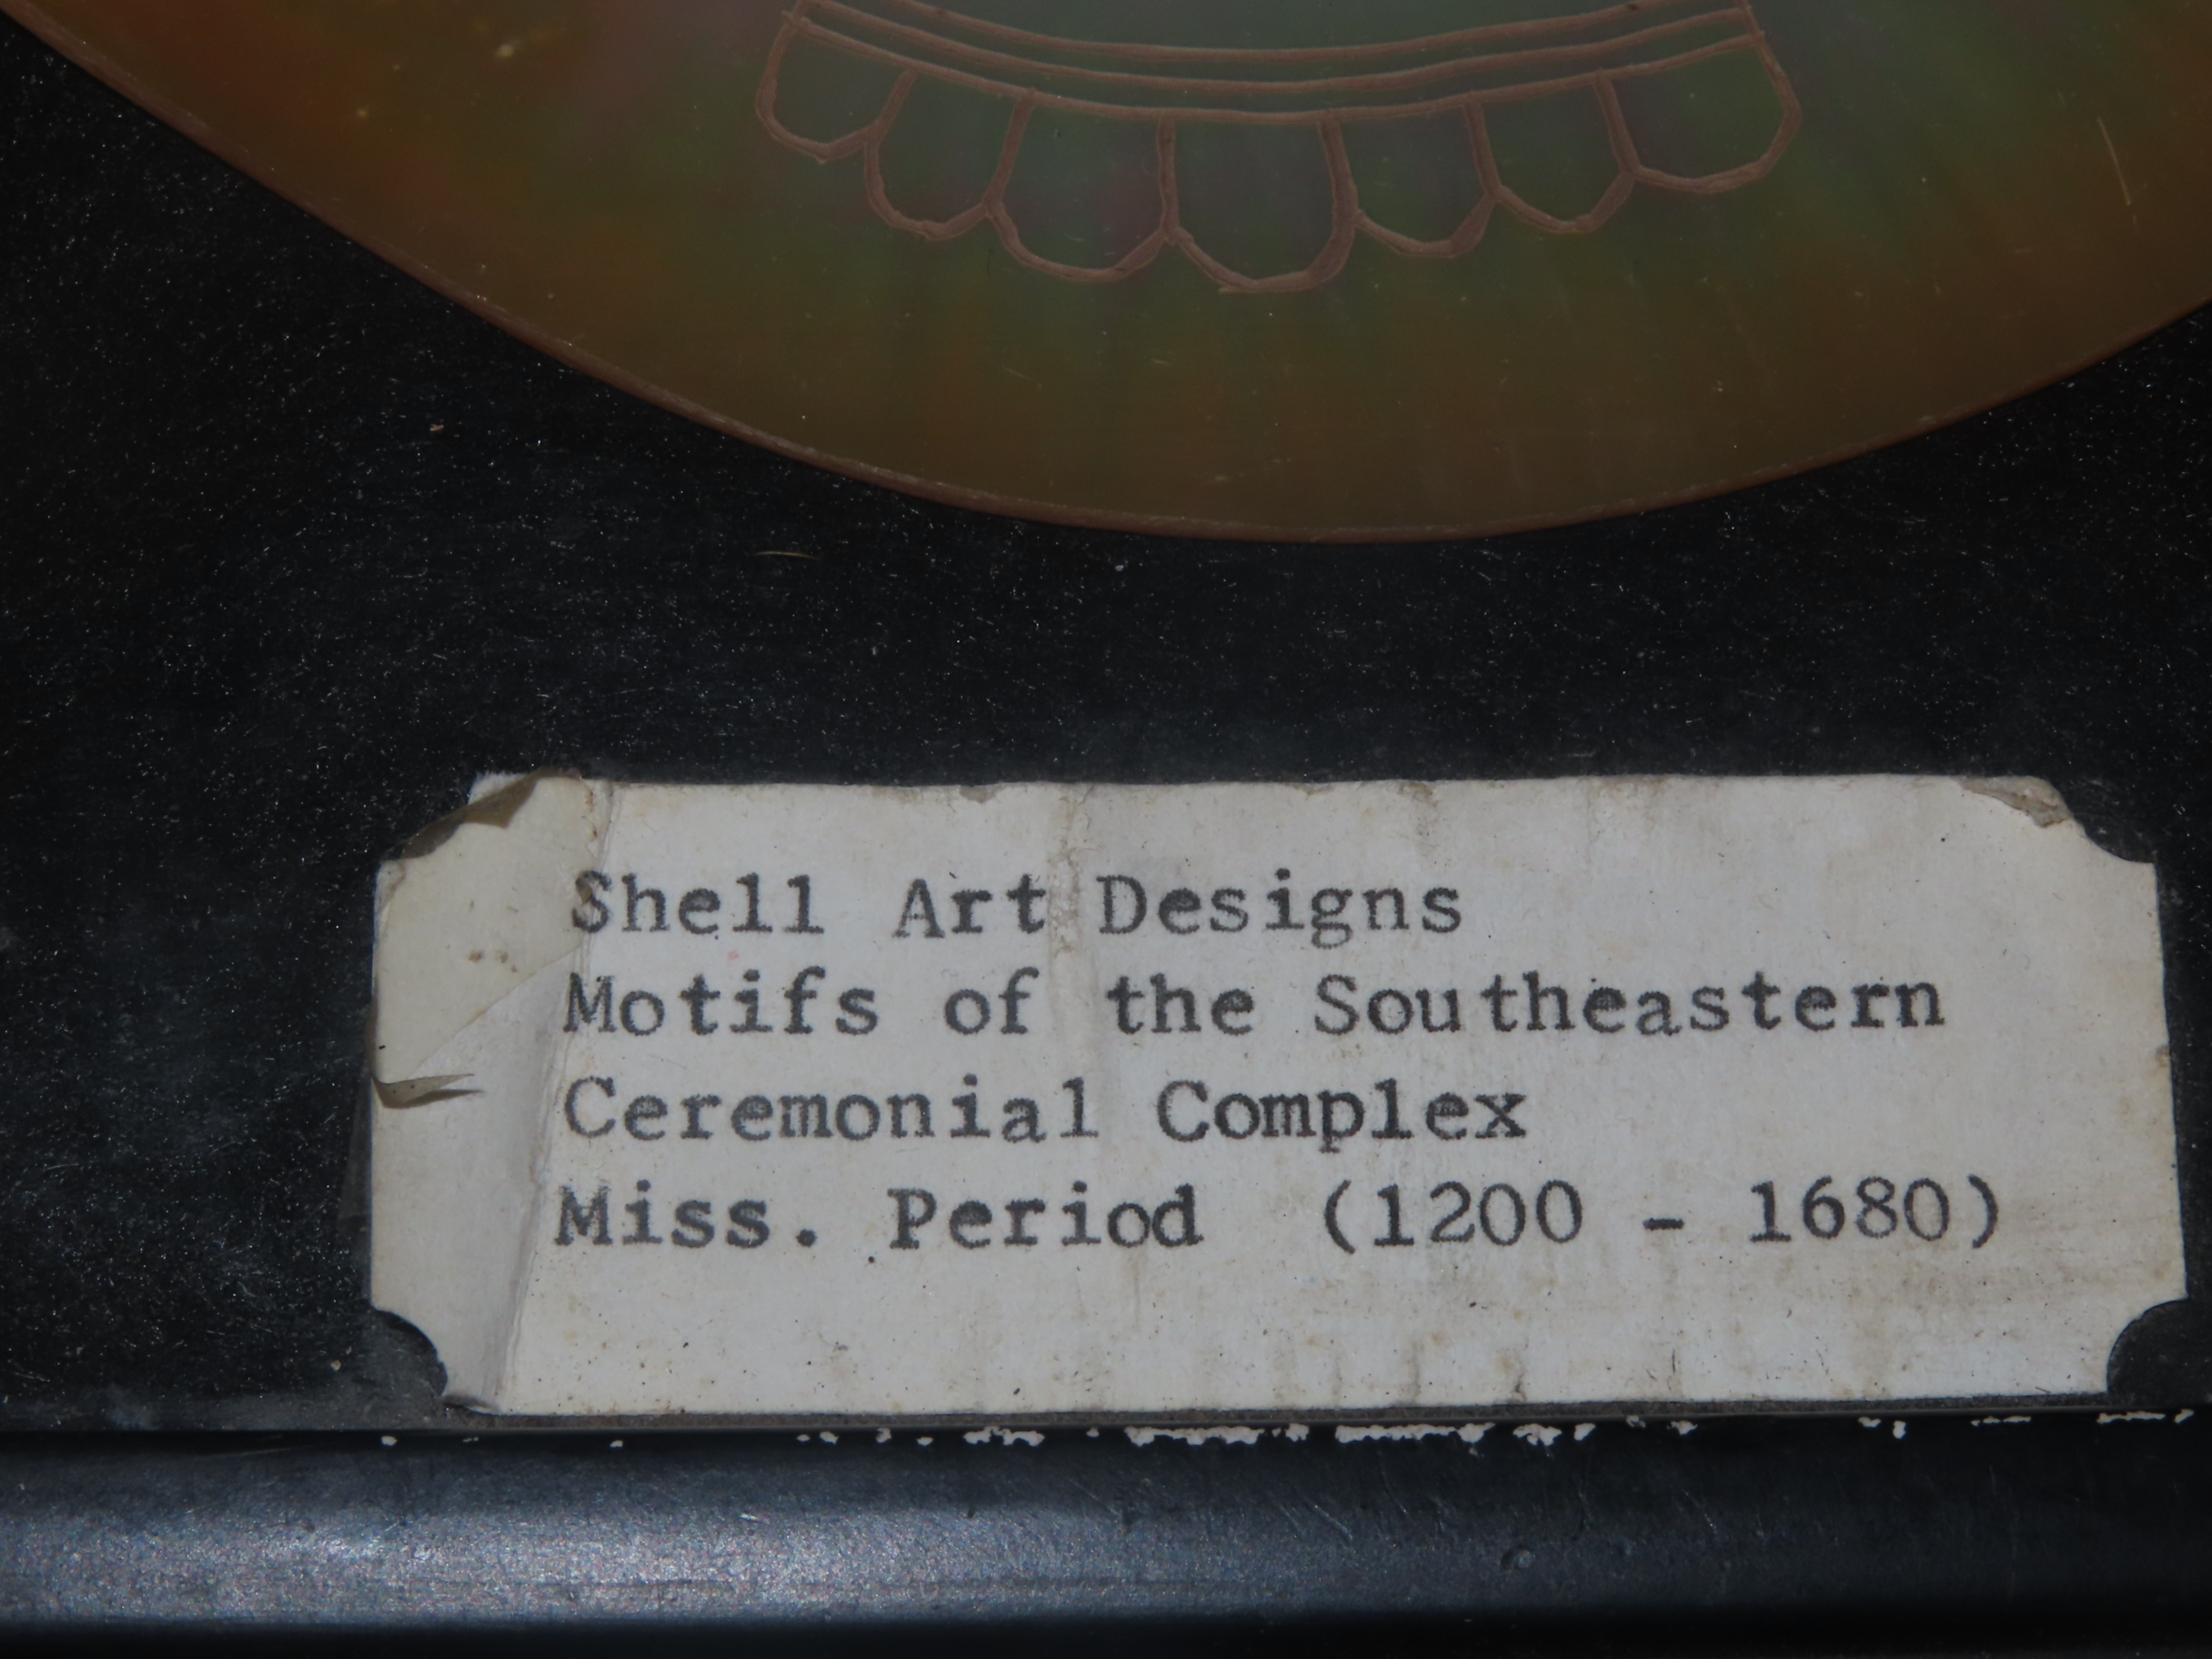 Shell Art Designs
Motifs of the Southeastern
Ceremonial Complex
Miss. Period (1200 - 1680)